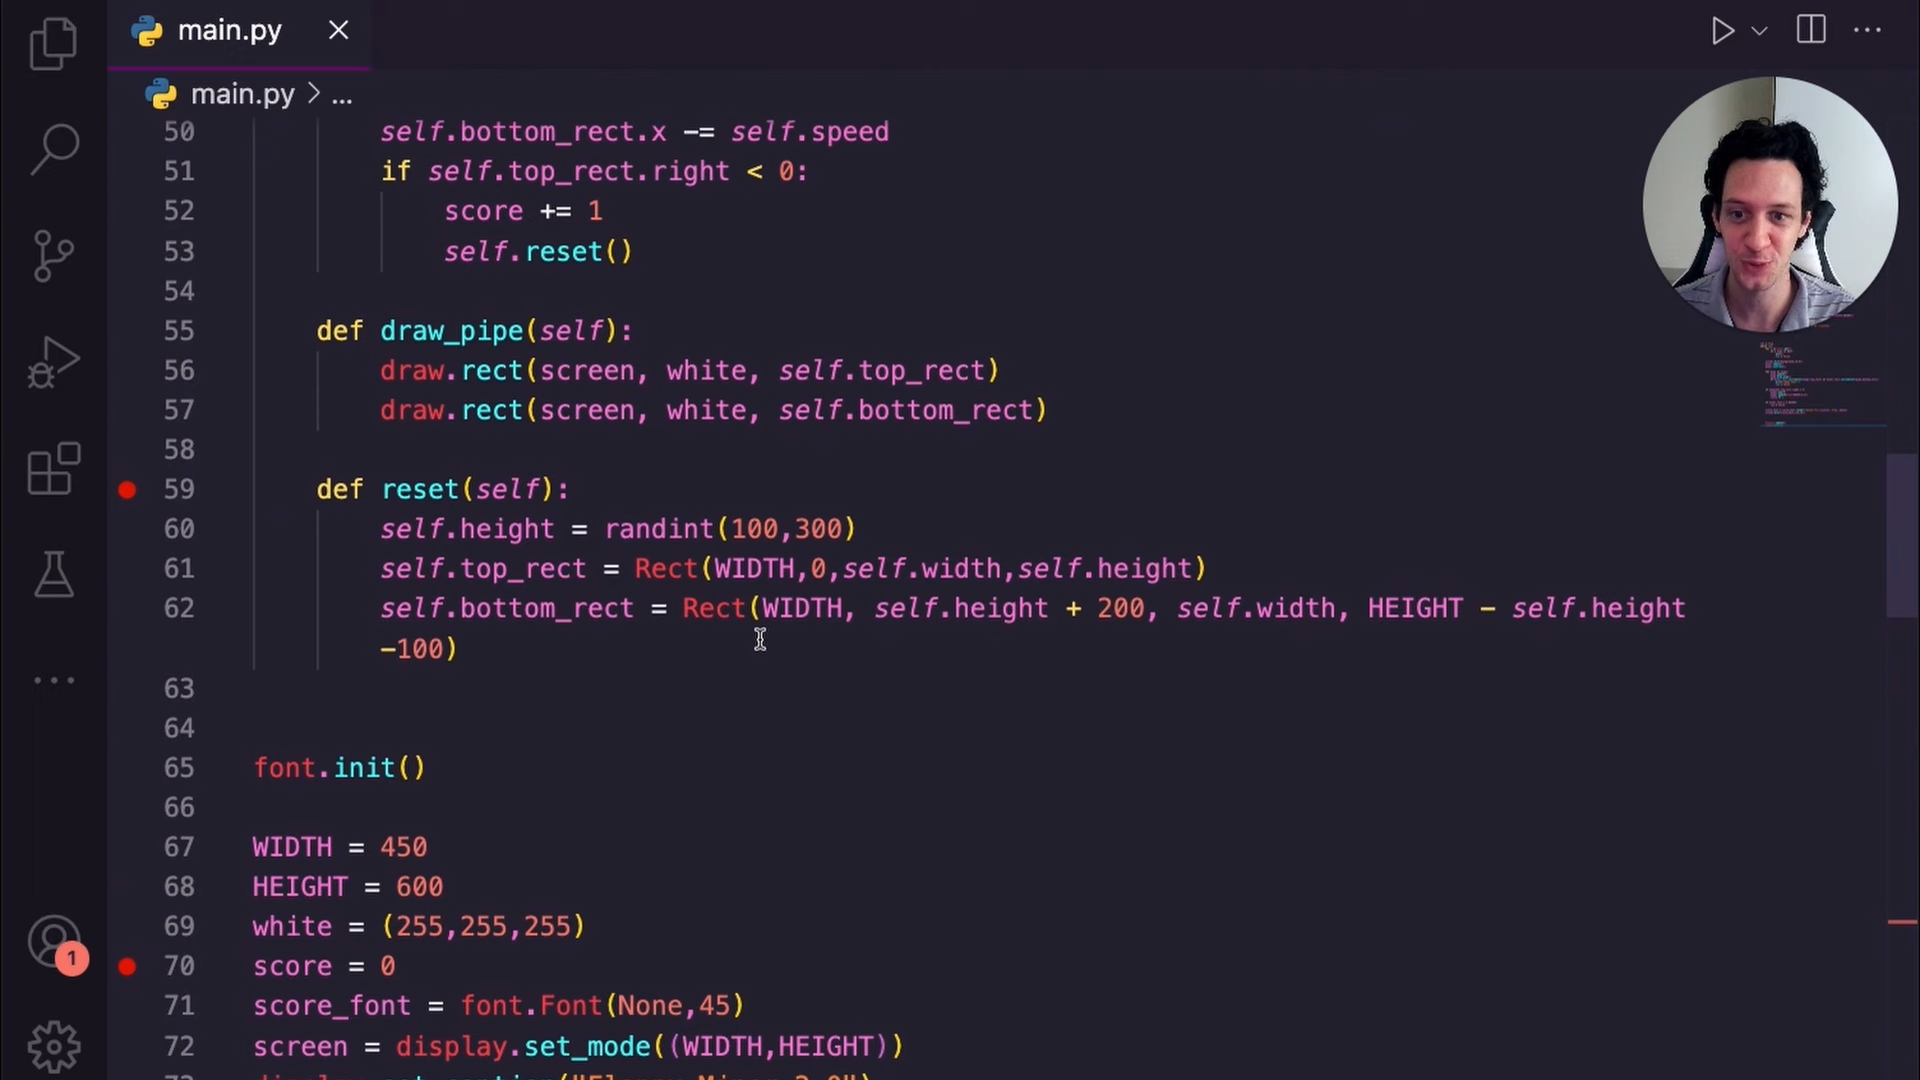 main.py
main.py > ...
50 self.bottom_rect.x -= self.speed
51 if self.top_rect.right < 0:
52 score += 1
53 self.reset()
54
55 def draw_pipe(self):
56 draw.rect(screen, white, self.top_rect)
57 draw.rect(screen, white, self.bottom_rect)
58
59 def reset(self):
60 self.height = randint(100,300)
61 self.top_rect = Rect(WIDTH,0,self.width,self.height)
62 self.bottom_rect = Rect(WIDTH, self.height + 200, self.width, HEIGHT - self.height
-100)
63
64
65 font.init()
66
67 WIDTH = 450
68 HEIGHT = 600
69 white = (255,255,255)
70 score = 0
1
71 score_font = font.Font(None,45)
72 screen = display.set_mode((WIDTH,HEIGHT))